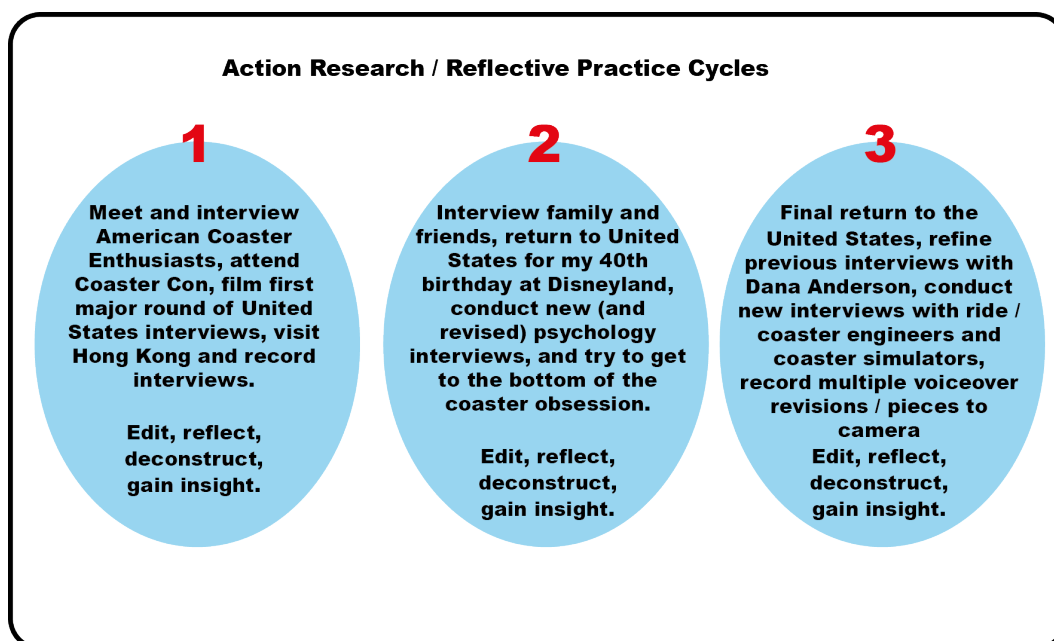 Action Research / Reflective Practice Cycles
1
Meet and interview
American Coaster
Enthusiasts, attend
Coaster Con, film first
major round of United
States interviews, visit
Hong Kong and record
interviews.
Edit, reflect,
deconstruct,
gain insight.
2
Interview family and
friends, return to United
States for my 40th
birthday at Disneyland,
conduct new (and
revised) psychology
interviews, and try to get
to the bottom of the
coaster obsession.
Edit, reflect,
deconstruct,
gain insight.
3
Final return to the
United States, refine
previous interviews with
Dana Anderson, conduct
new interviews with ride /
coaster engineers and
coaster simulators,
record multiple voiceover
revisions / pieces to
camera
Edit, reflect,
deconstruct,
gain insight.